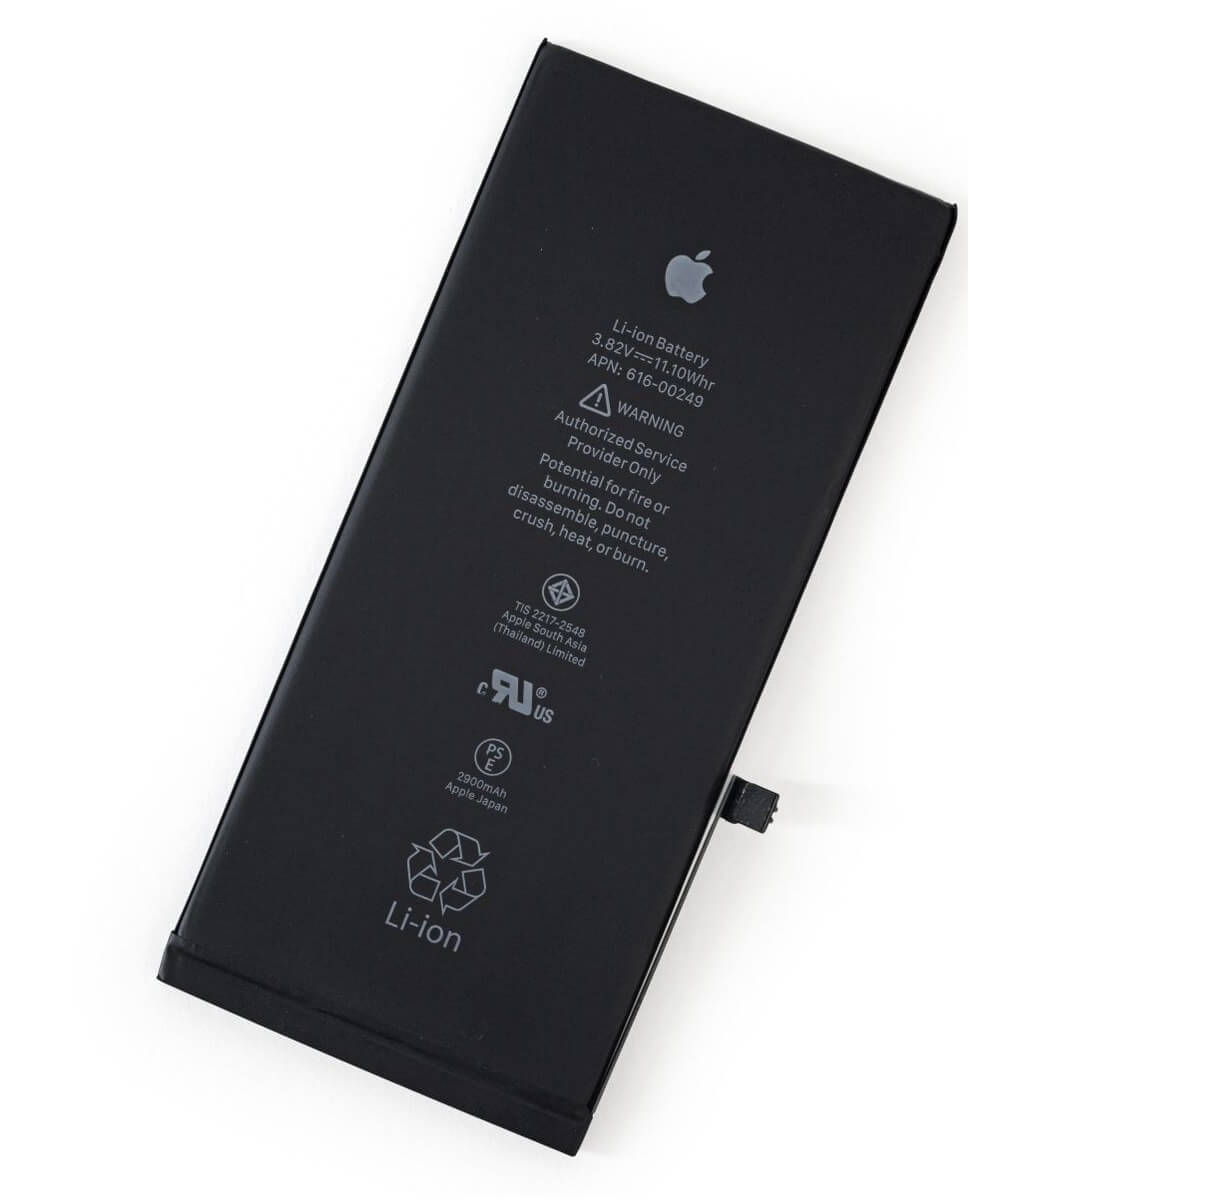 Li-ion Battery
3.82V⎓11.10Whr
APN: 616-00249
WARNING
Authorized Service
Provider Only
Potential for fire or
burning. Do not
disassemble, puncture,
crush, heat, or burn.
TIS 2217-2548
Apple South Asia
(Thailand) Limited
c RU ® US
PS
E
2900mAh
Apple Japan
Li-ion